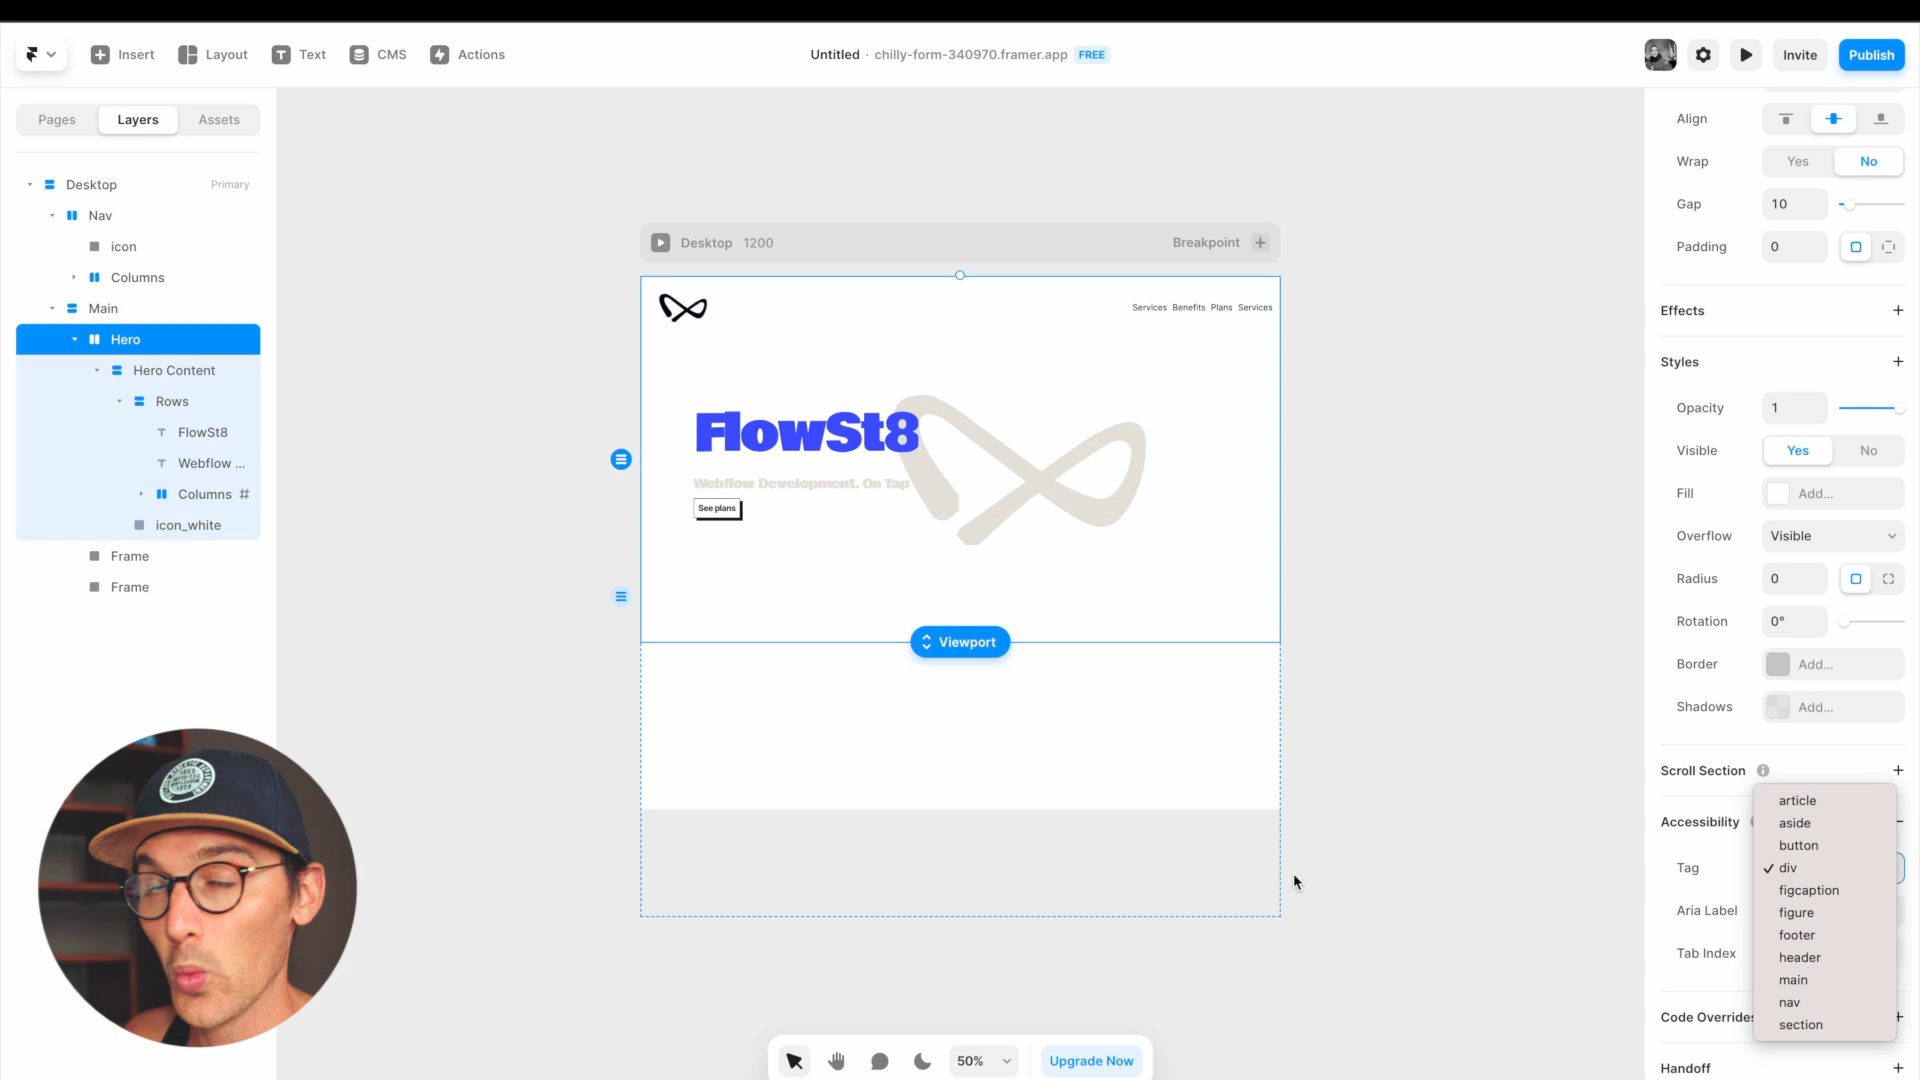 Insert
Layout
Text
CMS
Actions
Untitled · chilly-form-340970.framer.app FREE
Invite
Publish
Pages
Layers
Assets
Desktop Primary
Nav
icon
Columns
Main
Hero
Hero Content
Rows
FlowSt8
Webflow ...
Columns #
icon_white
Frame
Frame
Desktop 1200
Breakpoint
Services Benefits Plans Services
FlowSt8
Webflow Development. On Tap
See plans
Viewport
50%
Upgrade Now
Align
Wrap Yes No
Gap 10
Padding 0
Effects
Styles
Opacity 1
Visible Yes No
Fill Add...
Overflow Visible
Radius 0
Rotation 0°
Border Add...
Shadows Add...
Scroll Section
Accessibility
Tag
Aria Label
Tab Index
article
aside
button
div
figcaption
figure
footer
header
main
nav
section
Code Overrides
Handoff